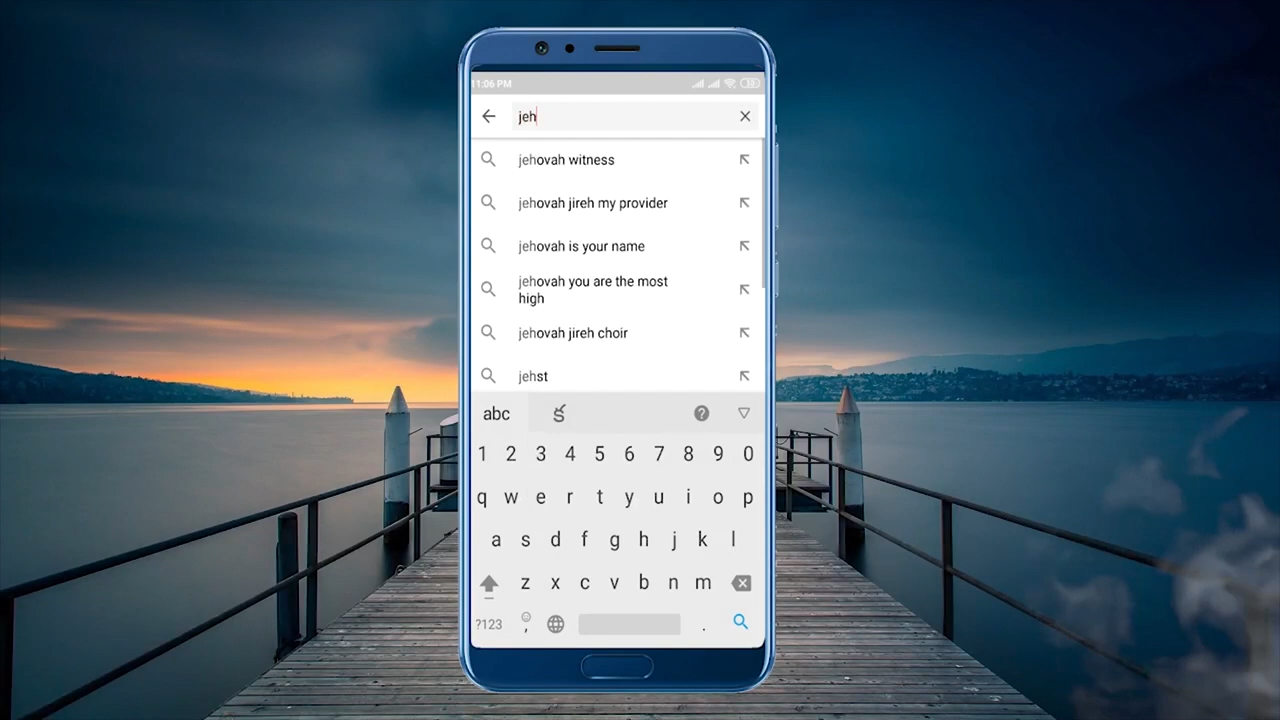 11:06 PM
jeh
jehovah witness
jehovah jireh my provider
jehovah is your name
jehovah you are the most
high
jehovah jireh choir
jehst
abc
1 2 3 4 5 6 7 8 9 0
q w e r t y u i o p
a s d f g h j k l
z x c v b n m
?123 , .